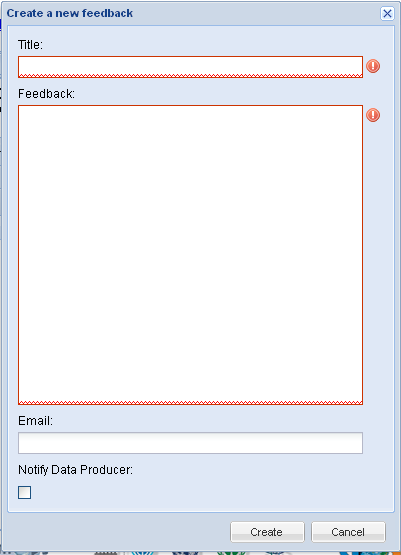 Create a new feedback
Title:
Feedback:
Email:
Notify Data Producer:
Create
Cancel